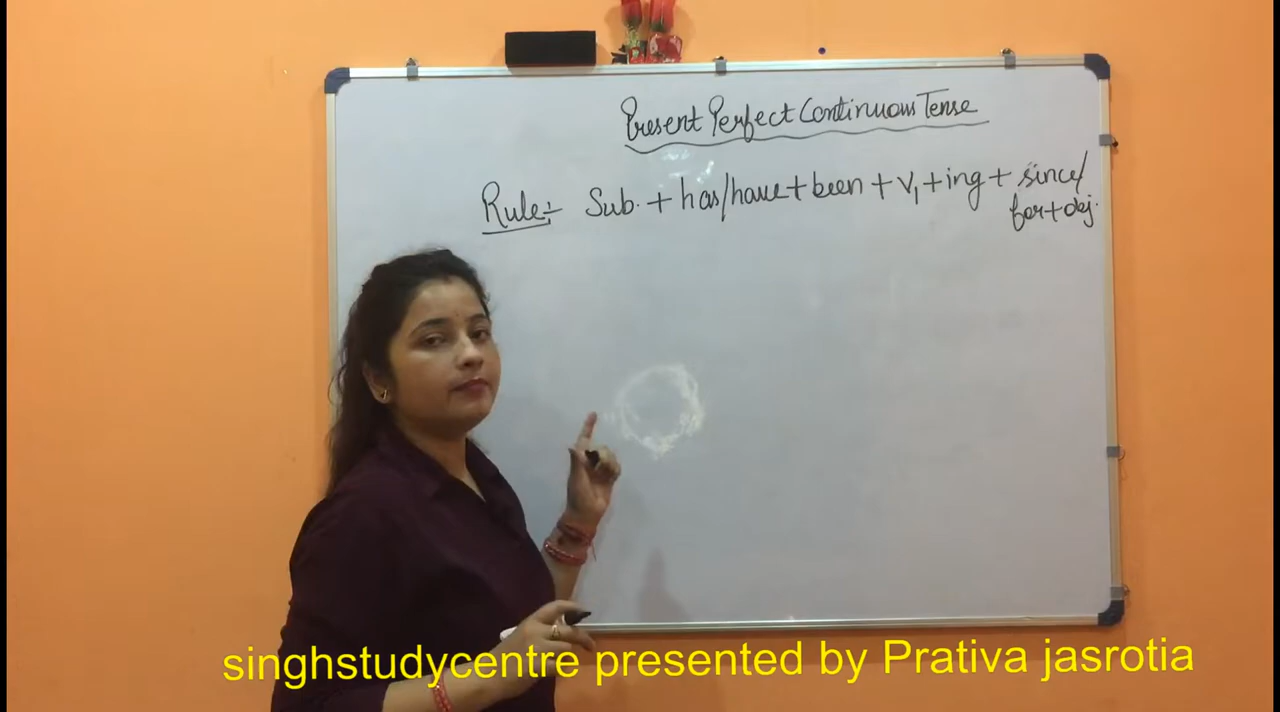 Present Perfect Continuous Tense
Rule:- Sub. + has/have + been + V₁ + ing + since/
for + obj.
singhstudycentre presented by Prativa jasrotia